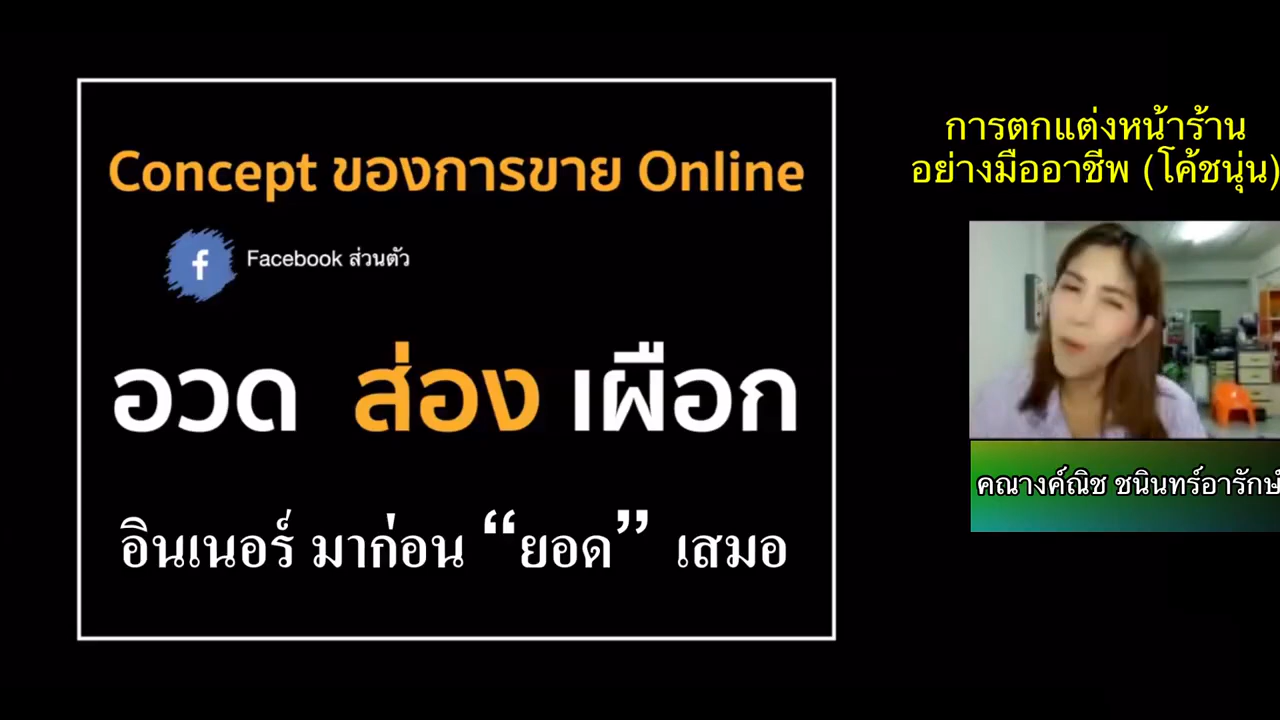 Concept ของการขาย Online
Facebook ส่วนตัว
อวด ส่อง เผือก
อินเนอร์ มาก่อน “ยอด” เสมอ
การตกแต่งหน้าร้าน
อย่างมืออาชีพ (โค้ชนุ่น)
คณางค์ณิช ชนินทร์อารักษ์